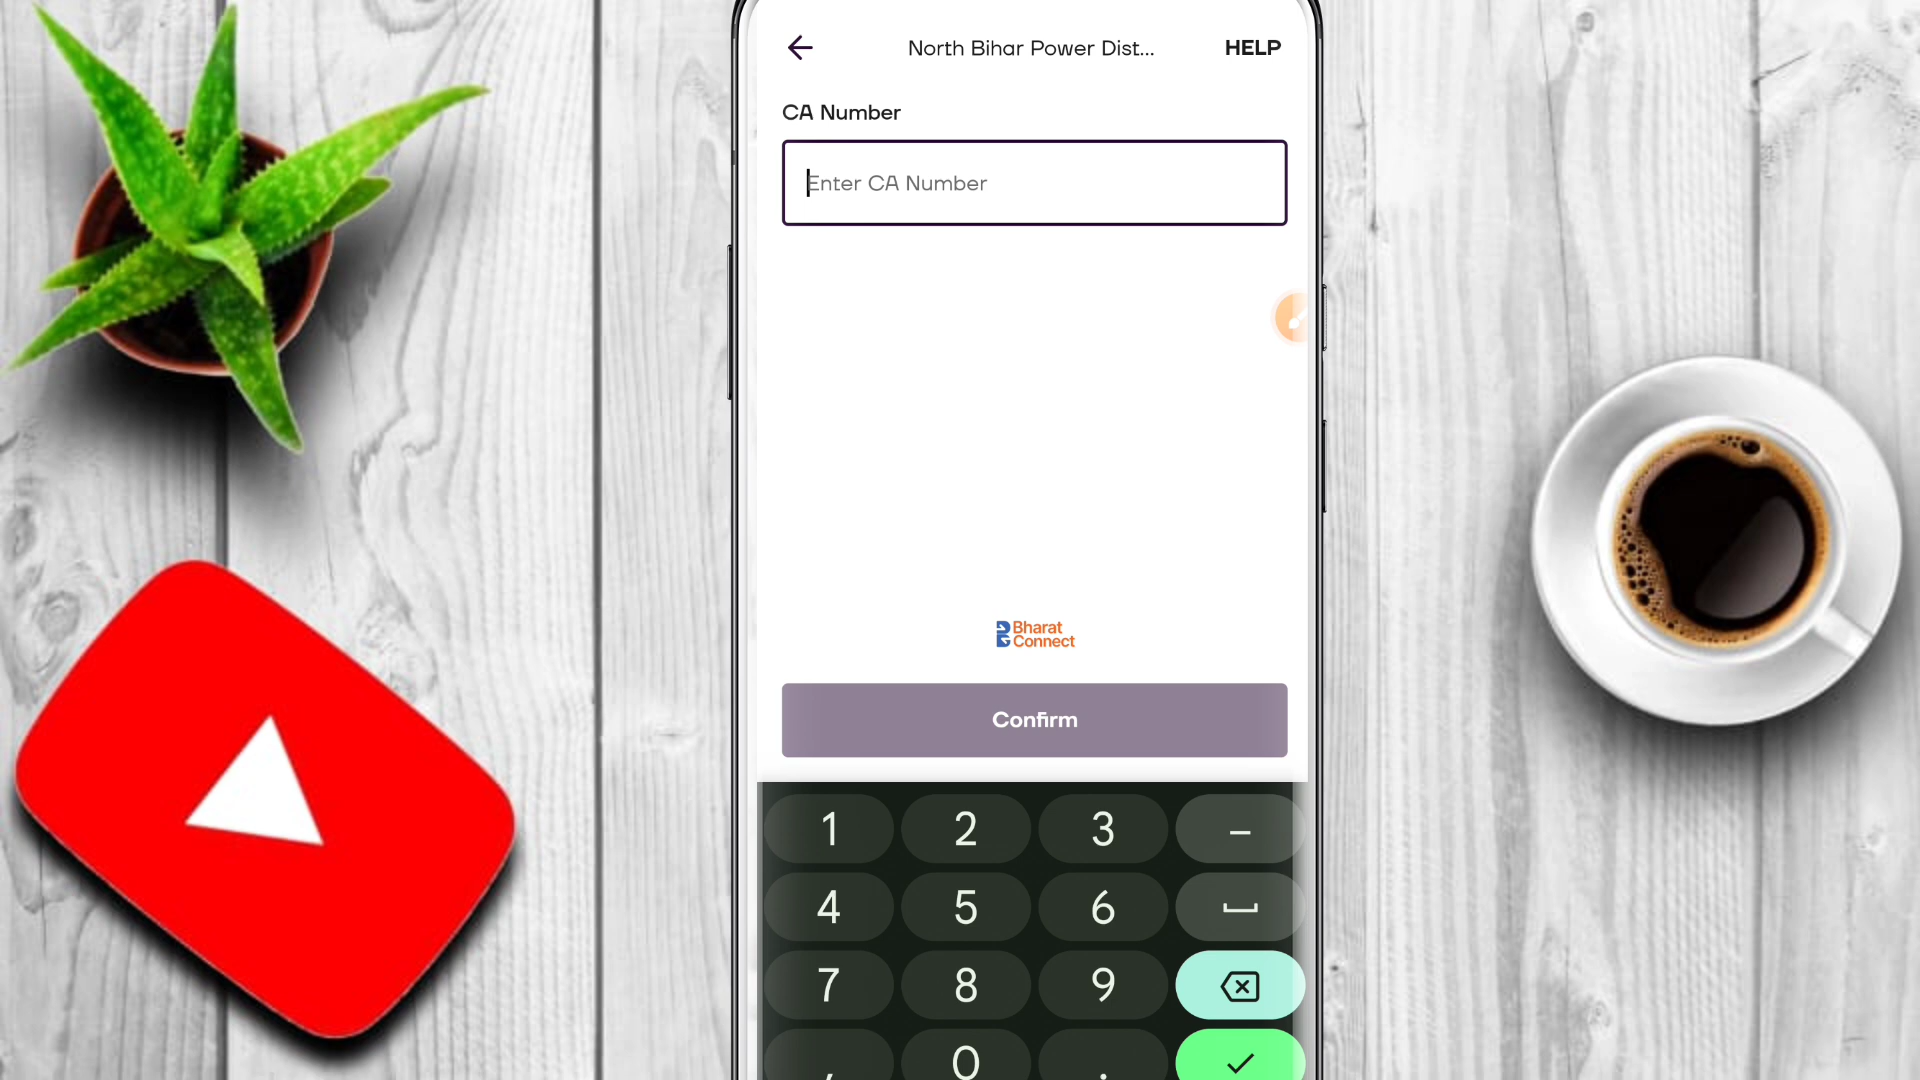 North Bihar Power Dist...
HELP
CA Number
Enter CA Number
Bharat
Connect
Confirm
1 2 3 –
4 5 6
7 8 9
, 0 .